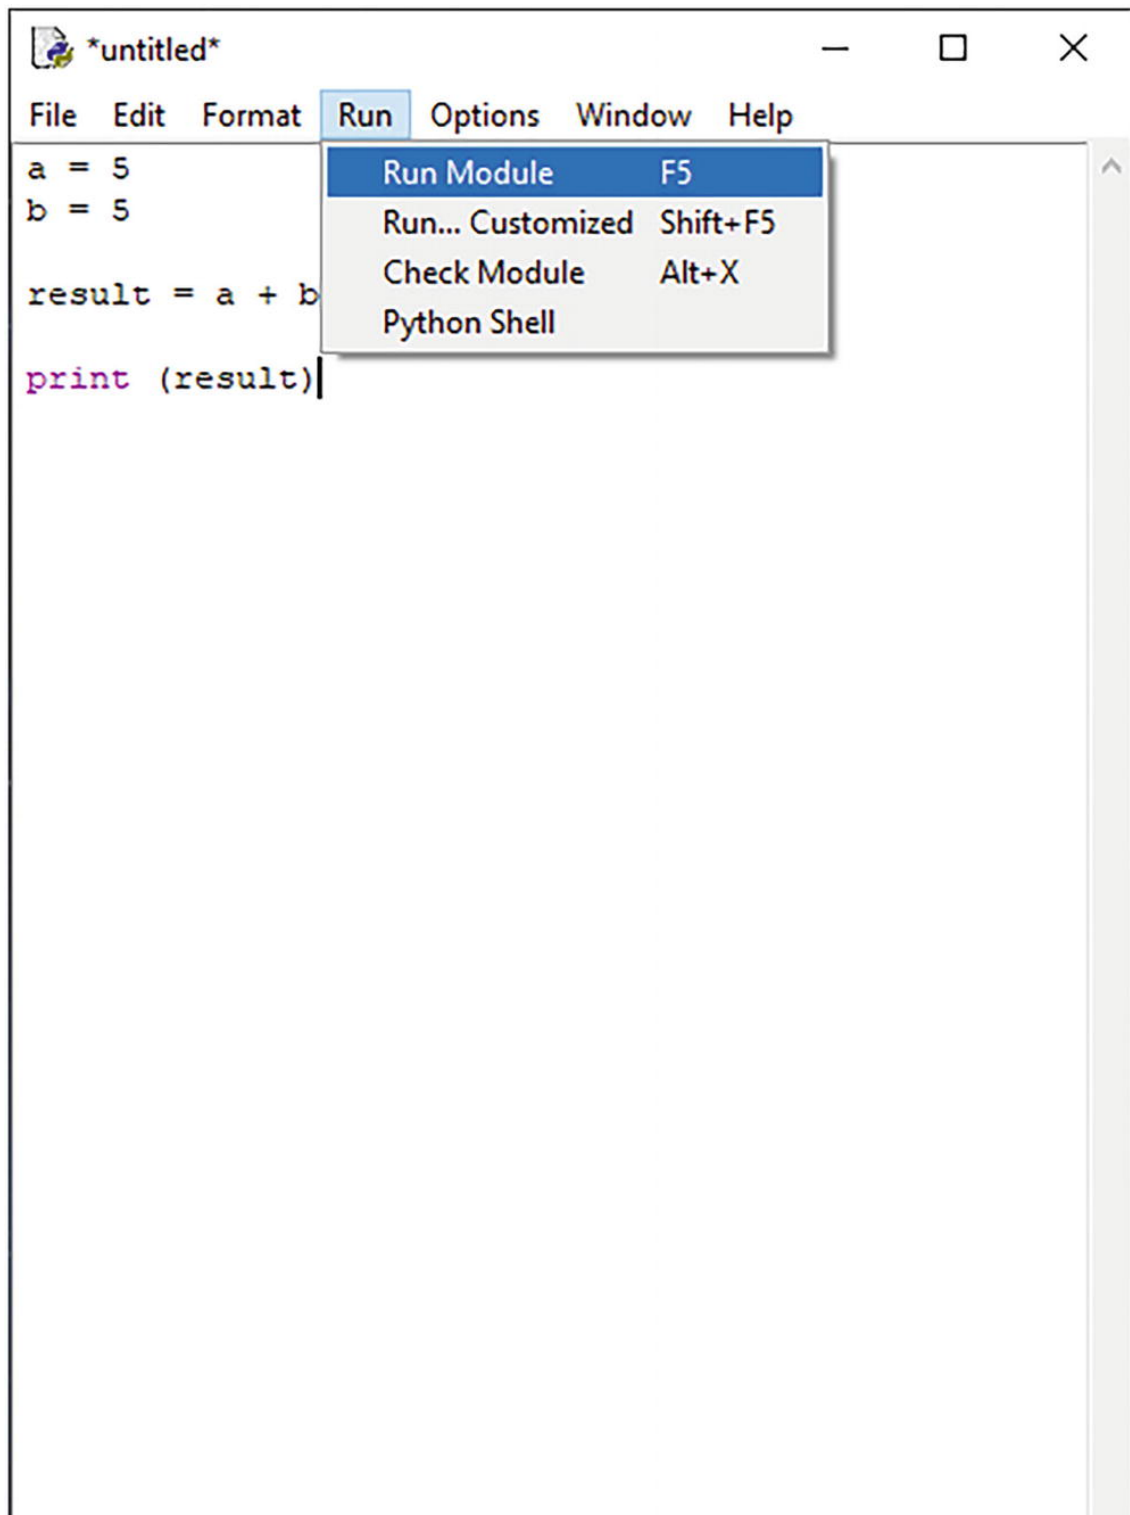 *untitled*
File Edit Format Run Options Window Help
a = 5
b = 5
result = a + b
print (result)
Run Module F5
Run... Customized Shift+F5
Check Module Alt+X
Python Shell